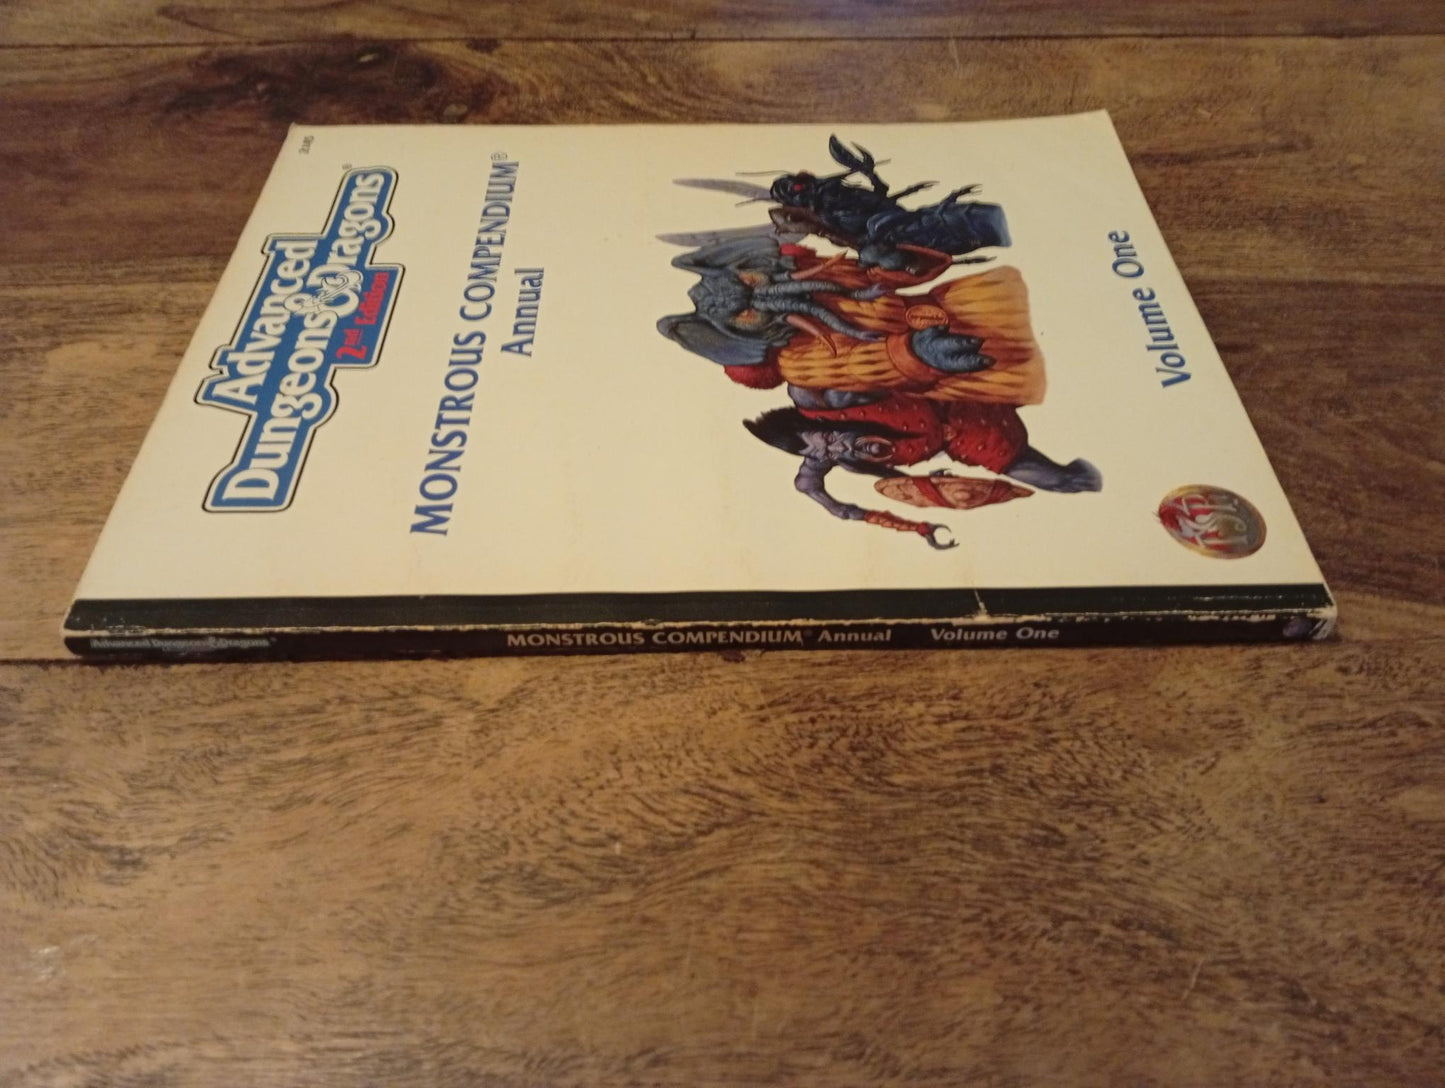 2145
Advanced
Dungeons & Dragons®
2nd Edition
MONSTROUS COMPENDIUM®
Annual
Volume One
TSR
Advanced Dungeons & Dragons®
MONSTROUS COMPENDIUM® Annual Volume One